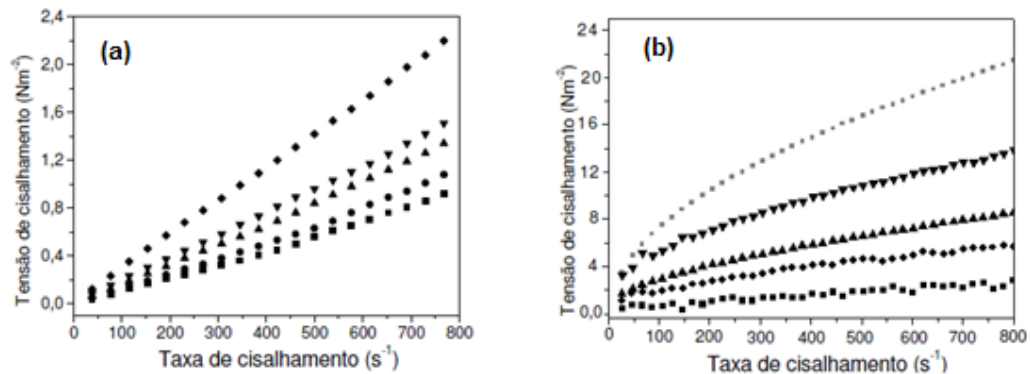 (a)
Tensão de cisalhamento (Nm⁻²)
2,4
2,0
1,6
1,2
0,8
0,4
0,0
0 100 200 300 400 500 600 700 800
Taxa de cisalhamento (s⁻¹)
(b)
Tensão de cisalhamento (Nm⁻²)
24
20
16
12
8
4
0,0
100 200 300 400 500 600 700 800
Taxa de cisalhamento (s⁻¹)